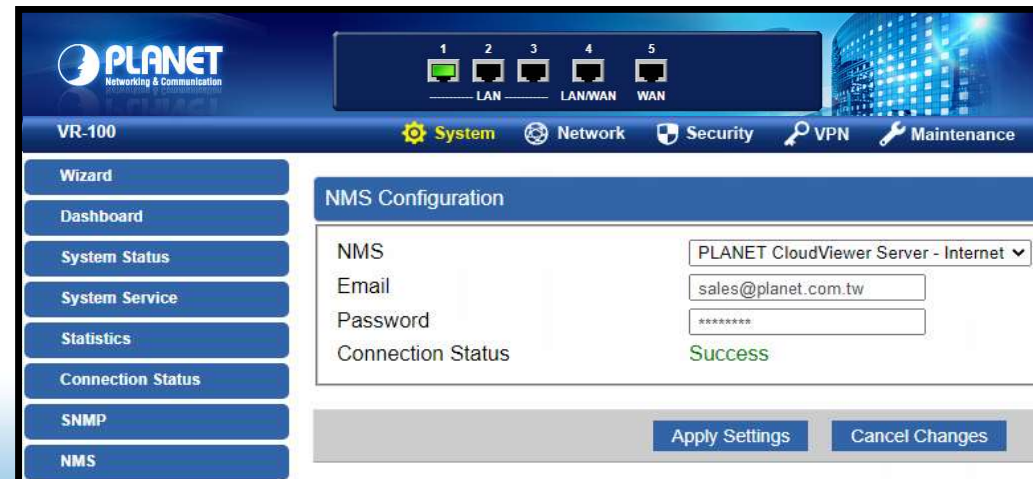 PLANET
Networking & Communication
1 2 3 4 5
LAN LAN/WAN WAN
VR-100
System Network Security VPN Maintenance
Wizard
Dashboard
System Status
System Service
Statistics
Connection Status
SNMP
NMS
NMS Configuration
NMS PLANET CloudViewer Server - Internet
Email sales@planet.com.tw
Password ********
Connection Status Success
Apply Settings Cancel Changes